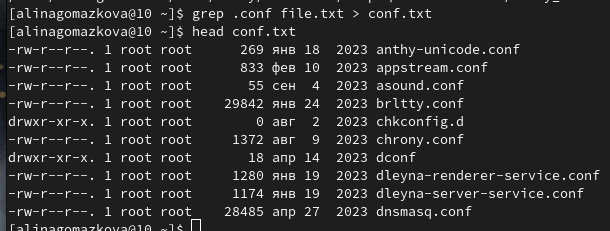 [alinagomazkova@10 ~]$ grep .conf file.txt > conf.txt
[alinagomazkova@10 ~]$ head conf.txt
-rw-r--r--. 1 root root     269 янв 18  2023 anthy-unicode.conf
-rw-r--r--. 1 root root     833 фев 10  2023 appstream.conf
-rw-r--r--. 1 root root      55 сен  4  2023 asound.conf
-rw-r--r--. 1 root root   29842 янв 24  2023 brltty.conf
drwxr-xr-x. 1 root root       0 авг  2  2023 chkconfig.d
-rw-r--r--. 1 root root    1372 авг  9  2023 chrony.conf
drwxr-xr-x. 1 root root      18 апр 14  2023 dconf
-rw-r--r--. 1 root root    1280 янв 19  2023 dleyna-renderer-service.conf
-rw-r--r--. 1 root root    1174 янв 19  2023 dleyna-server-service.conf
-rw-r--r--. 1 root root   28485 апр 27  2023 dnsmasq.conf
[alinagomazkova@10 ~]$